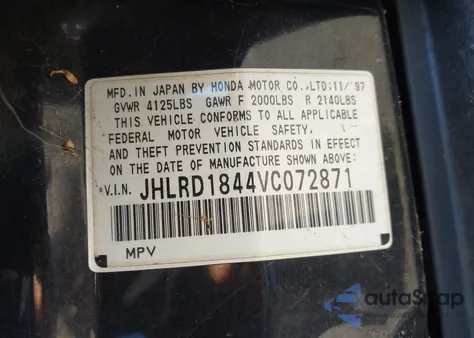 MFD. IN JAPAN BY HONDA MOTOR CO., LTD; 11/'97
GVWR 4125LBS GAWR F 2000LBS R 2140LBS
THIS VEHICLE CONFORMS TO ALL APPLICABLE
FEDERAL MOTOR VEHICLE SAFETY,
AND THEFT PREVENTION STANDARDS IN EFFECT
ON THE DATE OF MANUFACTURE SHOWN ABOVE:
V.I.N. JHLRD1844VC072871
MPV
autoSnap